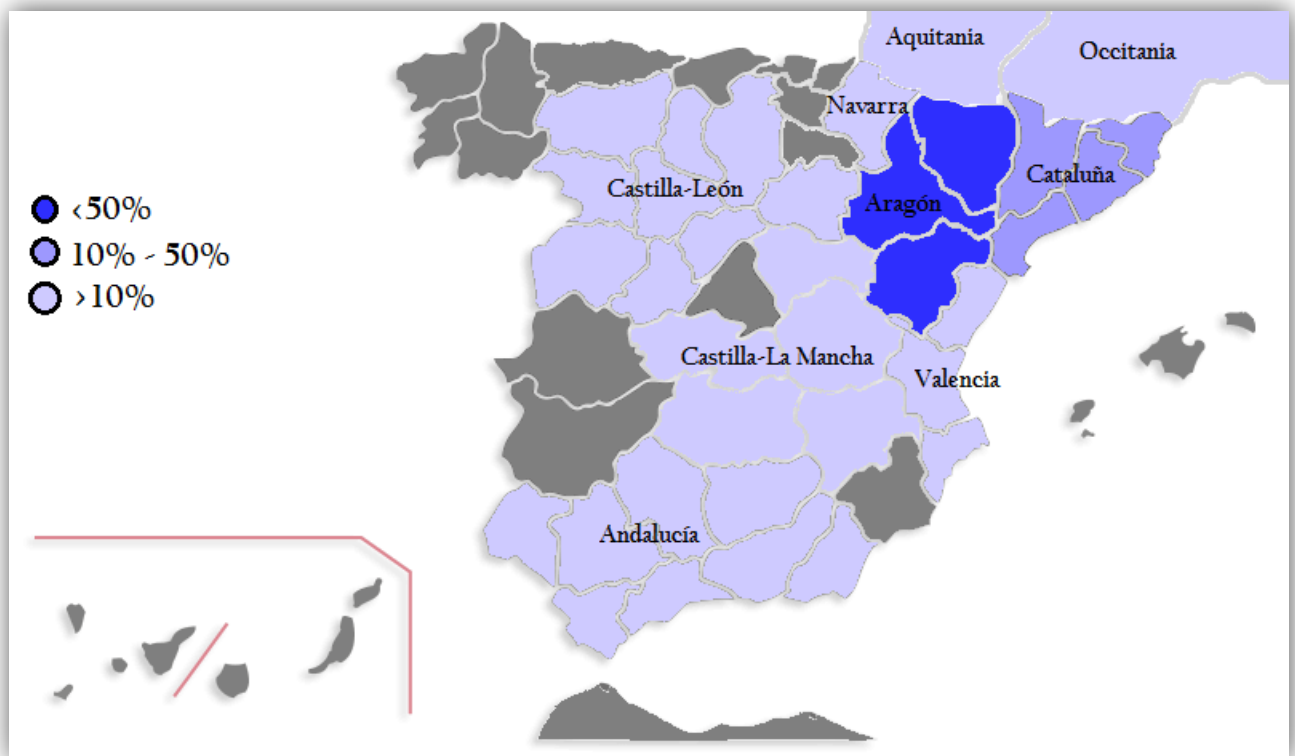 Aquitania
Occitania
Navarra
Cataluña
Castilla-León
Aragón
‹50%
10% - 50%
›10%
Castilla-La Mancha
Valencia
Andalucía